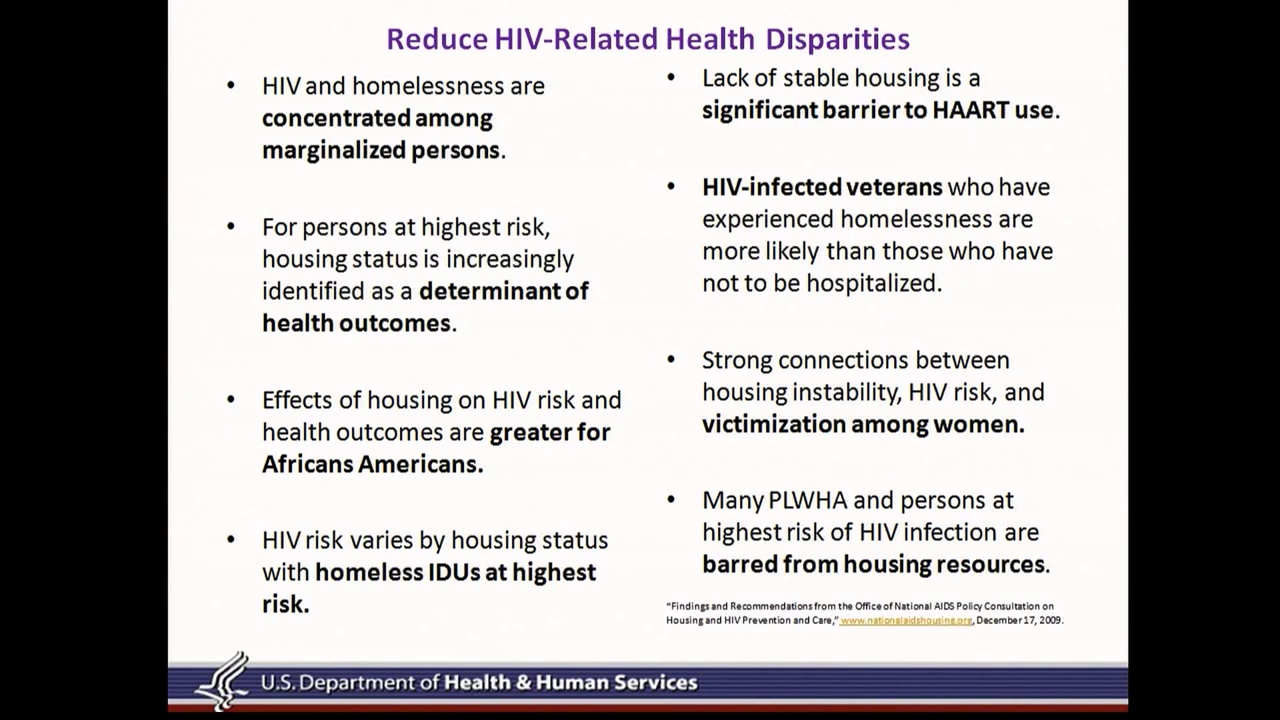 Reduce HIV-Related Health Disparities
• HIV and homelessness are
concentrated among
marginalized persons.
• For persons at highest risk,
housing status is increasingly
identified as a determinant of
health outcomes.
• Effects of housing on HIV risk and
health outcomes are greater for
Africans Americans.
• HIV risk varies by housing status
with homeless IDUs at highest
risk.
• Lack of stable housing is a
significant barrier to HAART use.
• HIV-infected veterans who have
experienced homelessness are
more likely than those who have
not to be hospitalized.
• Strong connections between
housing instability, HIV risk, and
victimization among women.
• Many PLWHA and persons at
highest risk of HIV infection are
barred from housing resources.
"Findings and Recommendations from the Office of National AIDS Policy Consultation on
Housing and HIV Prevention and Care," www.nationalaidshousing.org, December 17, 2009.
U.S. Department of Health & Human Services